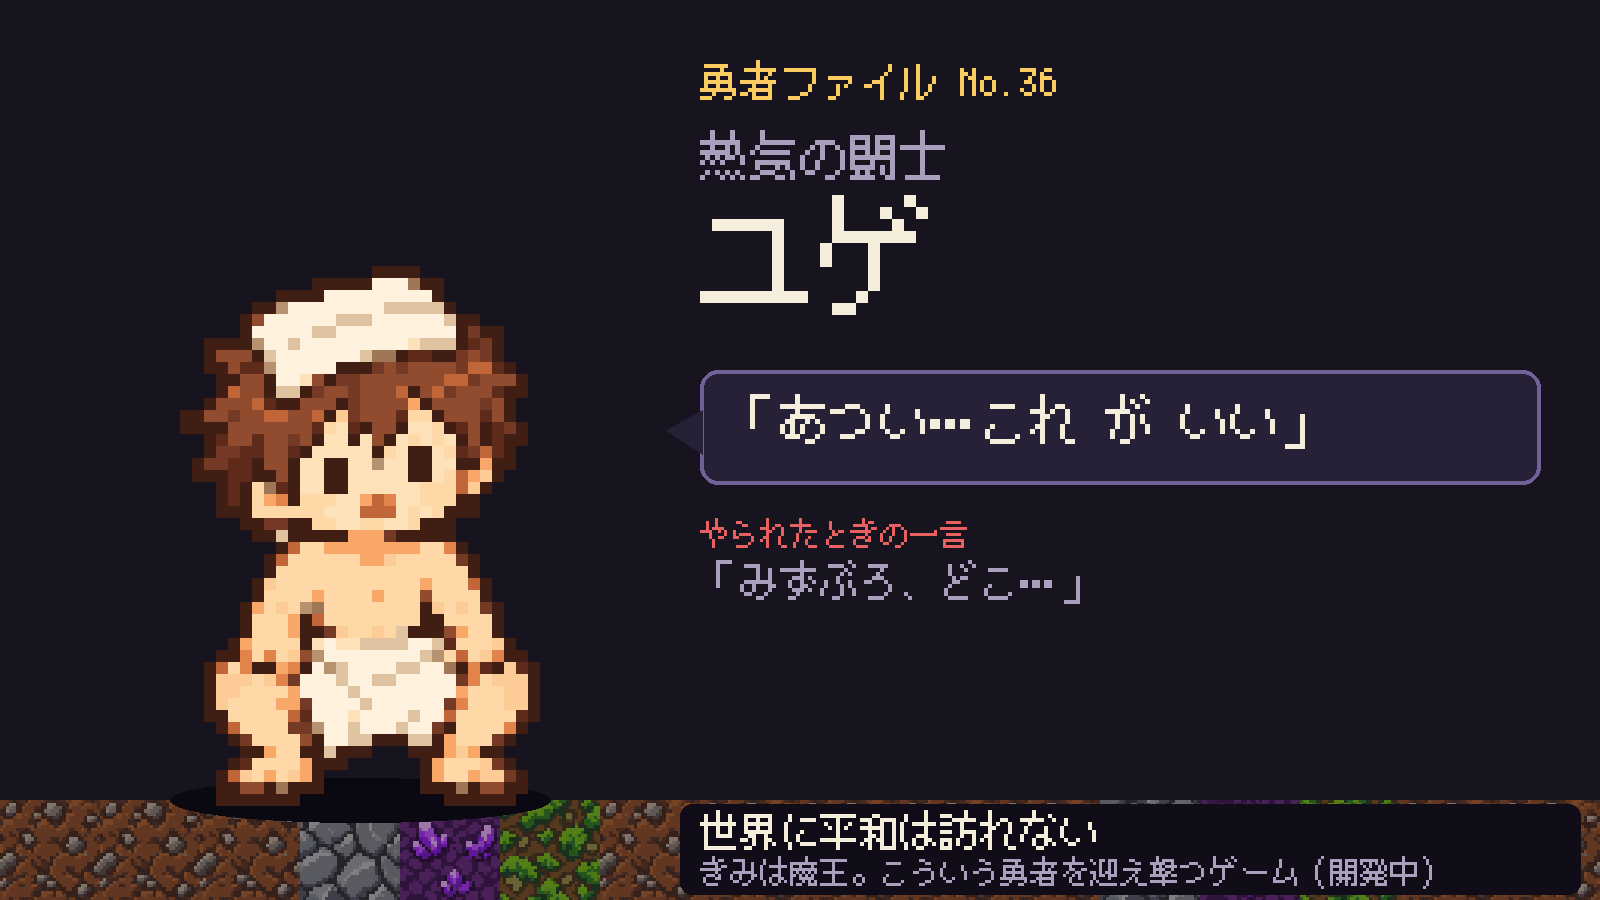 勇者ファイル No.36
熱気の闘士
ユゲ
「あつい…これ が いい」
やられたときの一言
「みずぶろ、どこ…」
世界に平和は訪れない
きみは魔王。こういう勇者を迎え撃つゲーム (開発中)